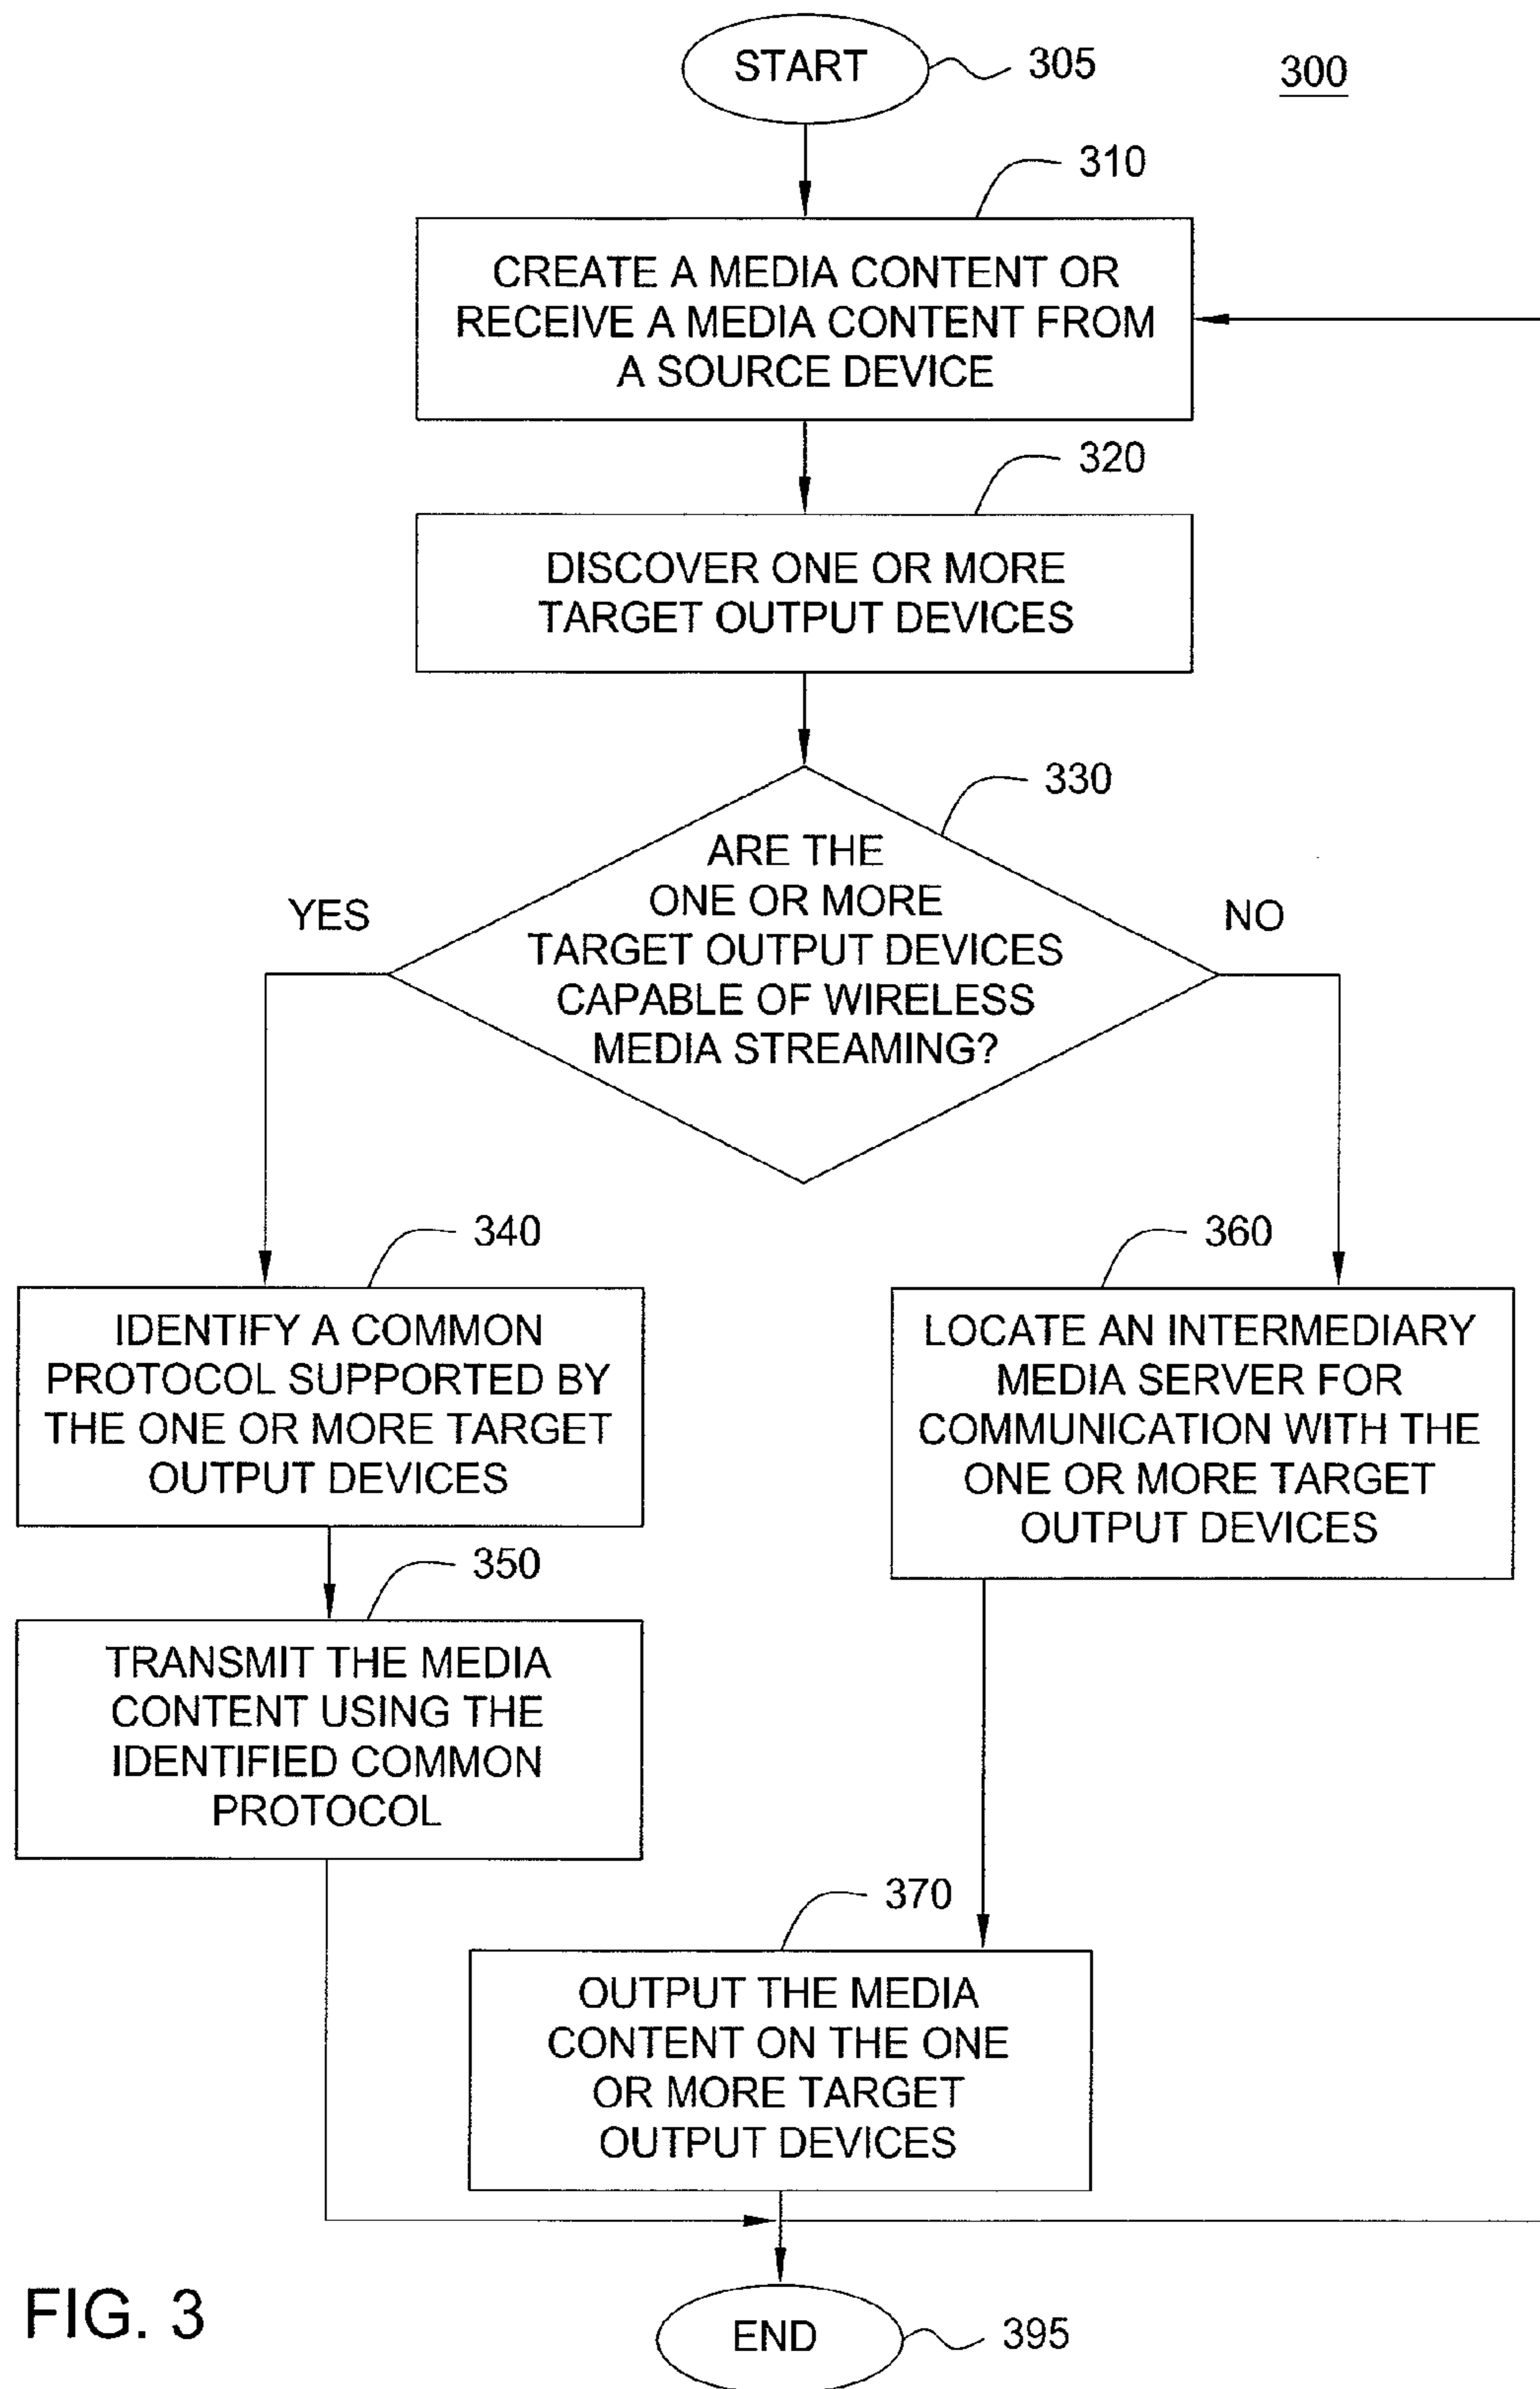 START
305
300
310
CREATE A MEDIA CONTENT OR
RECEIVE A MEDIA CONTENT FROM
A SOURCE DEVICE
320
DISCOVER ONE OR MORE
TARGET OUTPUT DEVICES
330
ARE THE
ONE OR MORE
TARGET OUTPUT DEVICES
CAPABLE OF WIRELESS
MEDIA STREAMING?
YES
NO
340
IDENTIFY A COMMON
PROTOCOL SUPPORTED BY
THE ONE OR MORE TARGET
OUTPUT DEVICES
360
LOCATE AN INTERMEDIARY
MEDIA SERVER FOR
COMMUNICATION WITH THE
ONE OR MORE TARGET
OUTPUT DEVICES
350
TRANSMIT THE MEDIA
CONTENT USING THE
IDENTIFIED COMMON
PROTOCOL
370
OUTPUT THE MEDIA
CONTENT ON THE ONE
OR MORE TARGET
OUTPUT DEVICES
END
395
FIG. 3